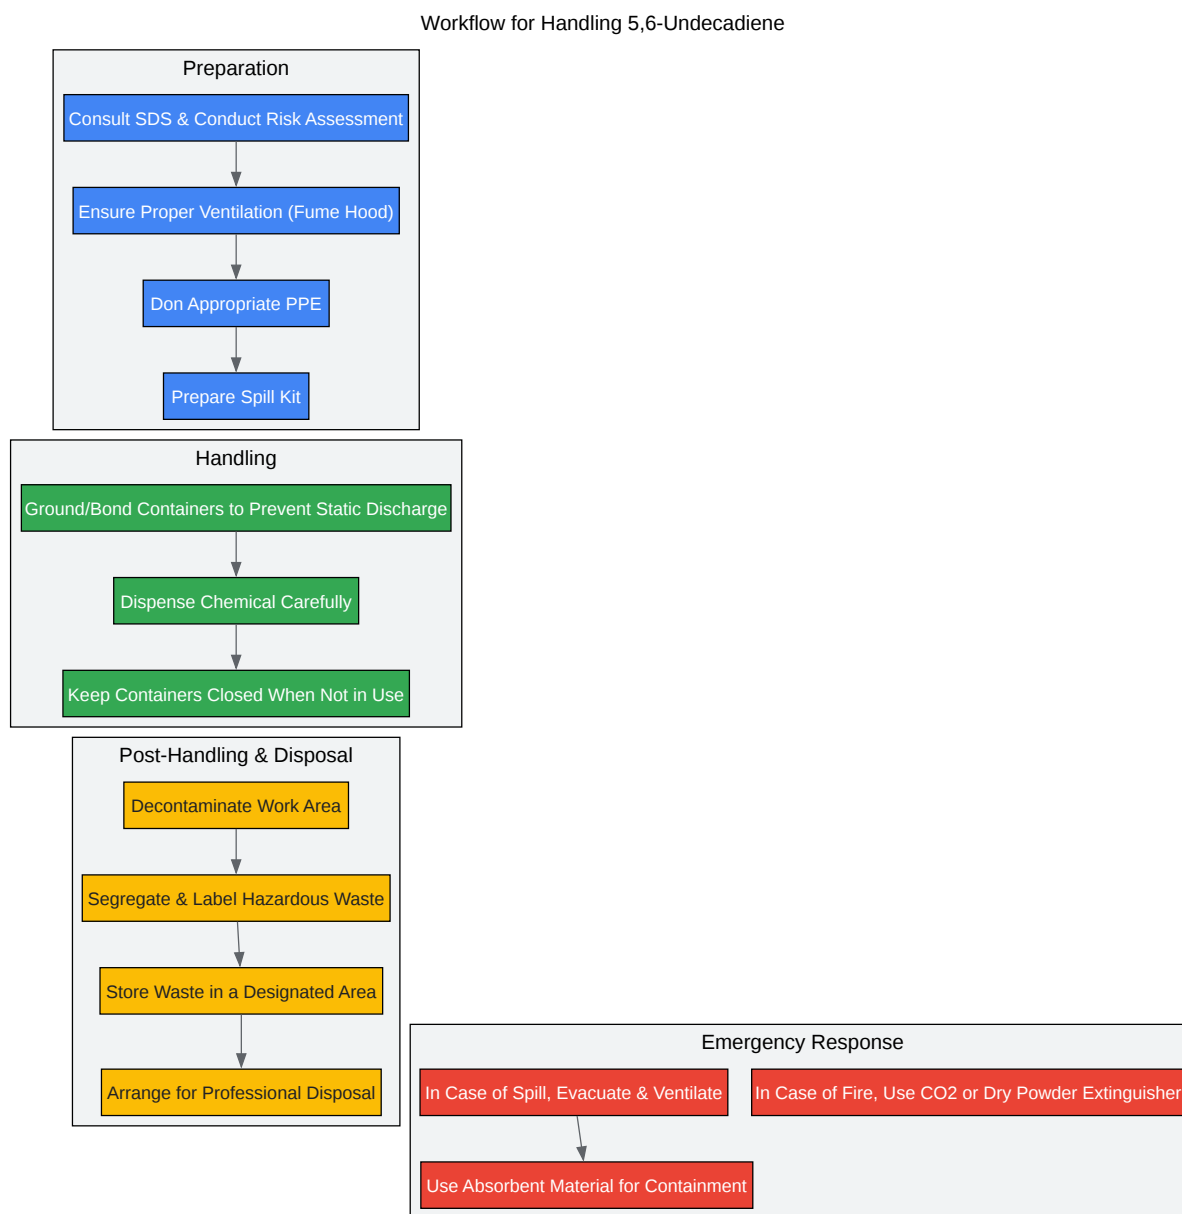 Workflow for Handling 5,6-Undecadiene
Preparation
Consult SDS & Conduct Risk Assessment
Ensure Proper Ventilation (Fume Hood)
Don Appropriate PPE
Prepare Spill Kit
Handling
Ground/Bond Containers to Prevent Static Discharge
Dispense Chemical Carefully
Keep Containers Closed When Not in Use
Post-Handling & Disposal
Decontaminate Work Area
Segregate & Label Hazardous Waste
Store Waste in a Designated Area
Arrange for Professional Disposal
Emergency Response
In Case of Spill, Evacuate & Ventilate
In Case of Fire, Use CO2 or Dry Powder Extinguisher
Use Absorbent Material for Containment